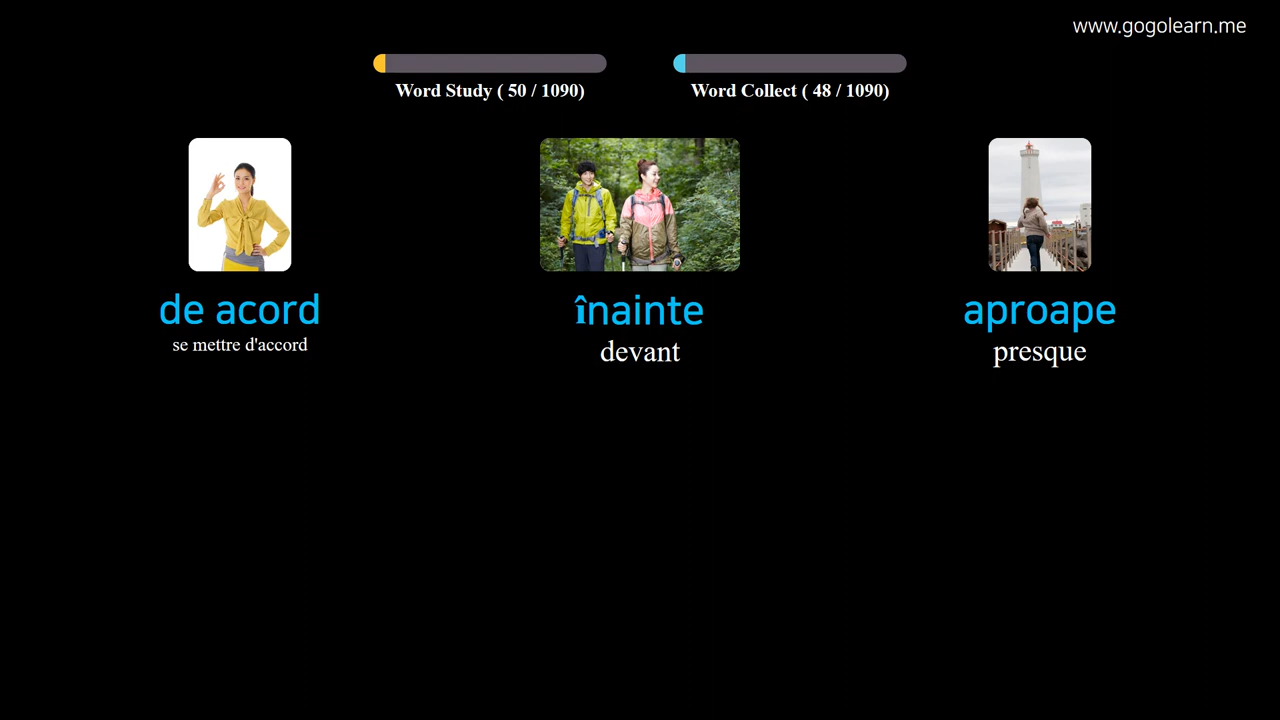 www.gogolearn.me
Word Study ( 50 / 1090)
Word Collect ( 48 / 1090)
de acord
se mettre d'accord
înainte
devant
aproape
presque